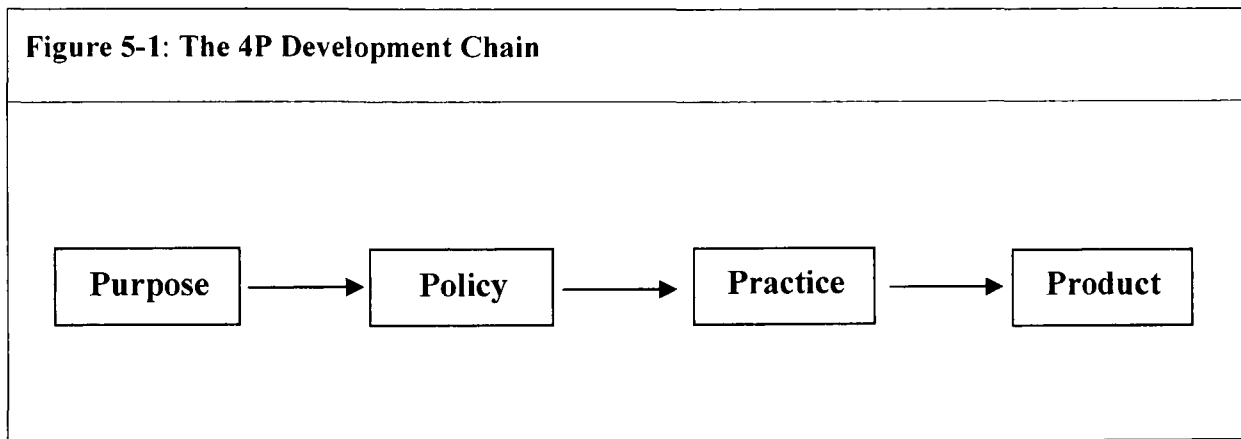 Figure 5-1: The 4P Development Chain
Purpose
Policy
Practice
Product